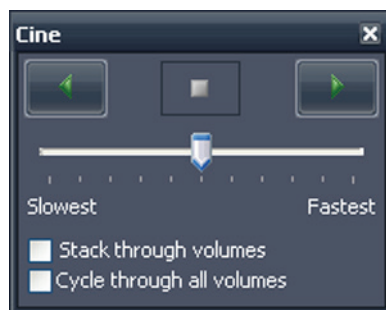 Cine
Slowest Fastest
Stack through volumes
Cycle through all volumes